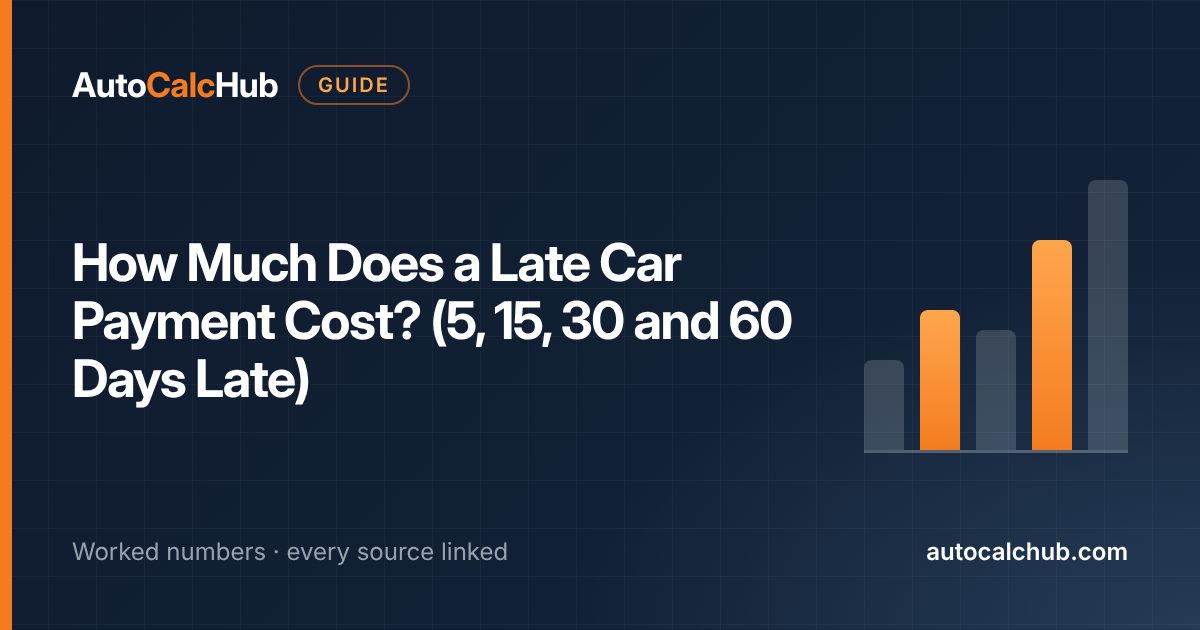 AutoCalcHub GUIDE
How Much Does a Late Car
Payment Cost? (5, 15, 30 and 60
Days Late)
Worked numbers · every source linked
autocalchub.com